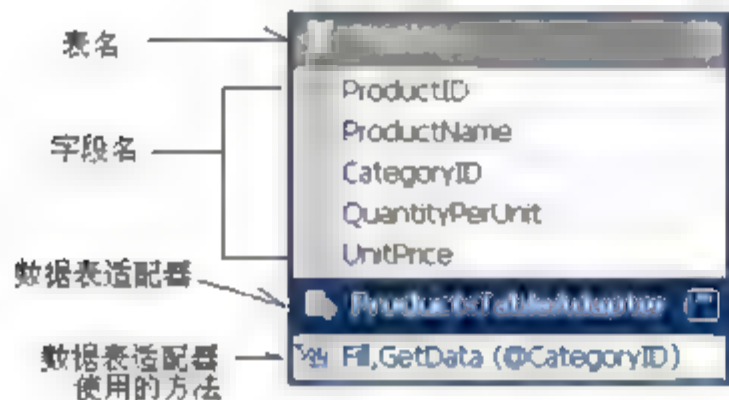 表名
字段名
ProductID
ProductName
CategoryID
QuantityPerUnit
UnitPrice
数据表适配器
ProductsTableAdapter
数据表适配器
使用的方法
Fill,GetData (@CategoryID)